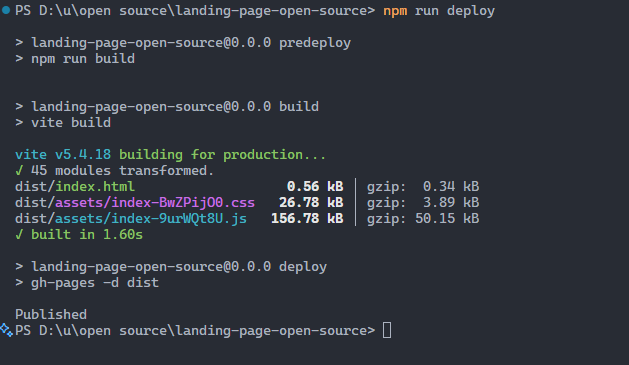 PS D:\u\open source\landing-page-open-source> npm run deploy
> landing-page-open-source@0.0.0 predeploy
> npm run build
> landing-page-open-source@0.0.0 build
> vite build
vite v5.4.18 building for production...
✓ 45 modules transformed.
dist/index.html                   0.56 kB │ gzip:  0.34 kB
dist/assets/index-BwZPijO0.css   26.78 kB │ gzip:  3.89 kB
dist/assets/index-9urWQt8U.js   156.78 kB │ gzip: 50.15 kB
✓ built in 1.60s
> landing-page-open-source@0.0.0 deploy
> gh-pages -d dist
Published
PS D:\u\open source\landing-page-open-source>